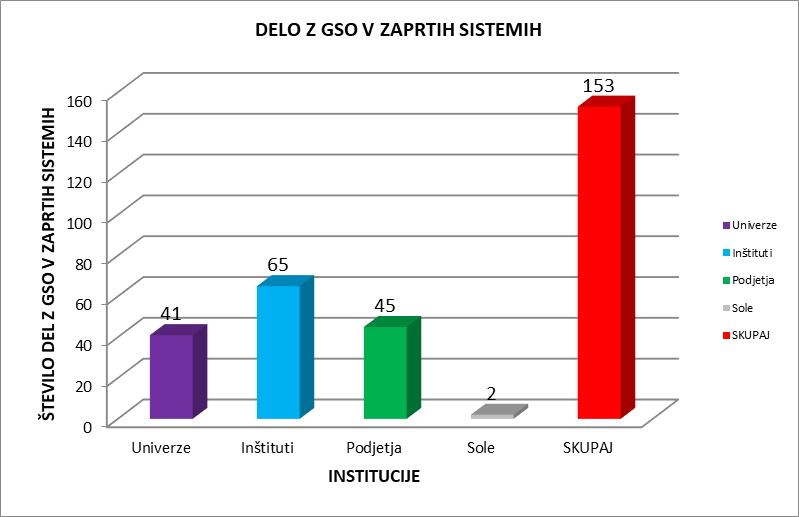 DELO Z GSO V ZAPRTIH SISTEMIH
ŠTEVILO DEL Z GSO V ZAPRTIH SISTEMIH
160
140
120
100
80
60
40
20
0
41
65
45
2
153
Univerze
Inštituti
Podjetja
Sole
SKUPAJ
INSTITUCIJE
Univerze
Inštituti
Podjetja
Sole
SKUPAJ